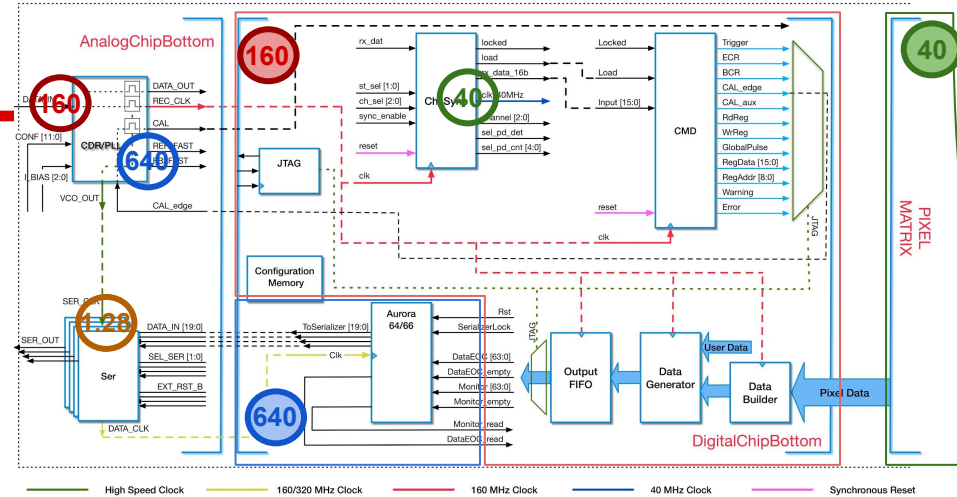 AnalogChipBottom
160
DATA_IN
DATA_OUT
REC_CLK
CAL
CONF [11:0]
CDR/PLL
640
I_BIAS [2:0]
VCO_OUT
CAL_edge
160
rx_dat
st_sel [1:0]
ch_sel [2:0]
sync_enable
reset
clk
40
locked
load
rx_data_16b
clk_40MHz
channel [2:0]
sel_pd_det
sel_pd_cnt [4:0]
Locked
Load
Input [15:0]
CMD
reset
clk
Trigger
ECR
BCR
CAL_edge
CAL_aux
RdReg
WrReg
GlobalPulse
RegData [15:0]
RegAddr [8:0]
Warning
Error
JTAG
40
PIXEL
MATRIX
JTAG
Configuration
Memory
1.28
SER_OUT
Ser
DATA_IN [19:0]
SEL_SER [1:0]
EXT_RST_B
DATA_CLK
ToSerializer [19:0]
Clk
640
Aurora
64/66
Rst
SerializerLock
DataEOC [63:0]
DataEOC_empty
Monitor [63:0]
Monitor_empty
Monitor_read
DataEOC_read
JTAG
Output
FIFO
Data
Generator
User Data
Data
Builder
Pixel Data
DigitalChipBottom
High Speed Clock
160/320 MHz Clock
160 MHz Clock
40 MHz Clock
Synchronous Reset